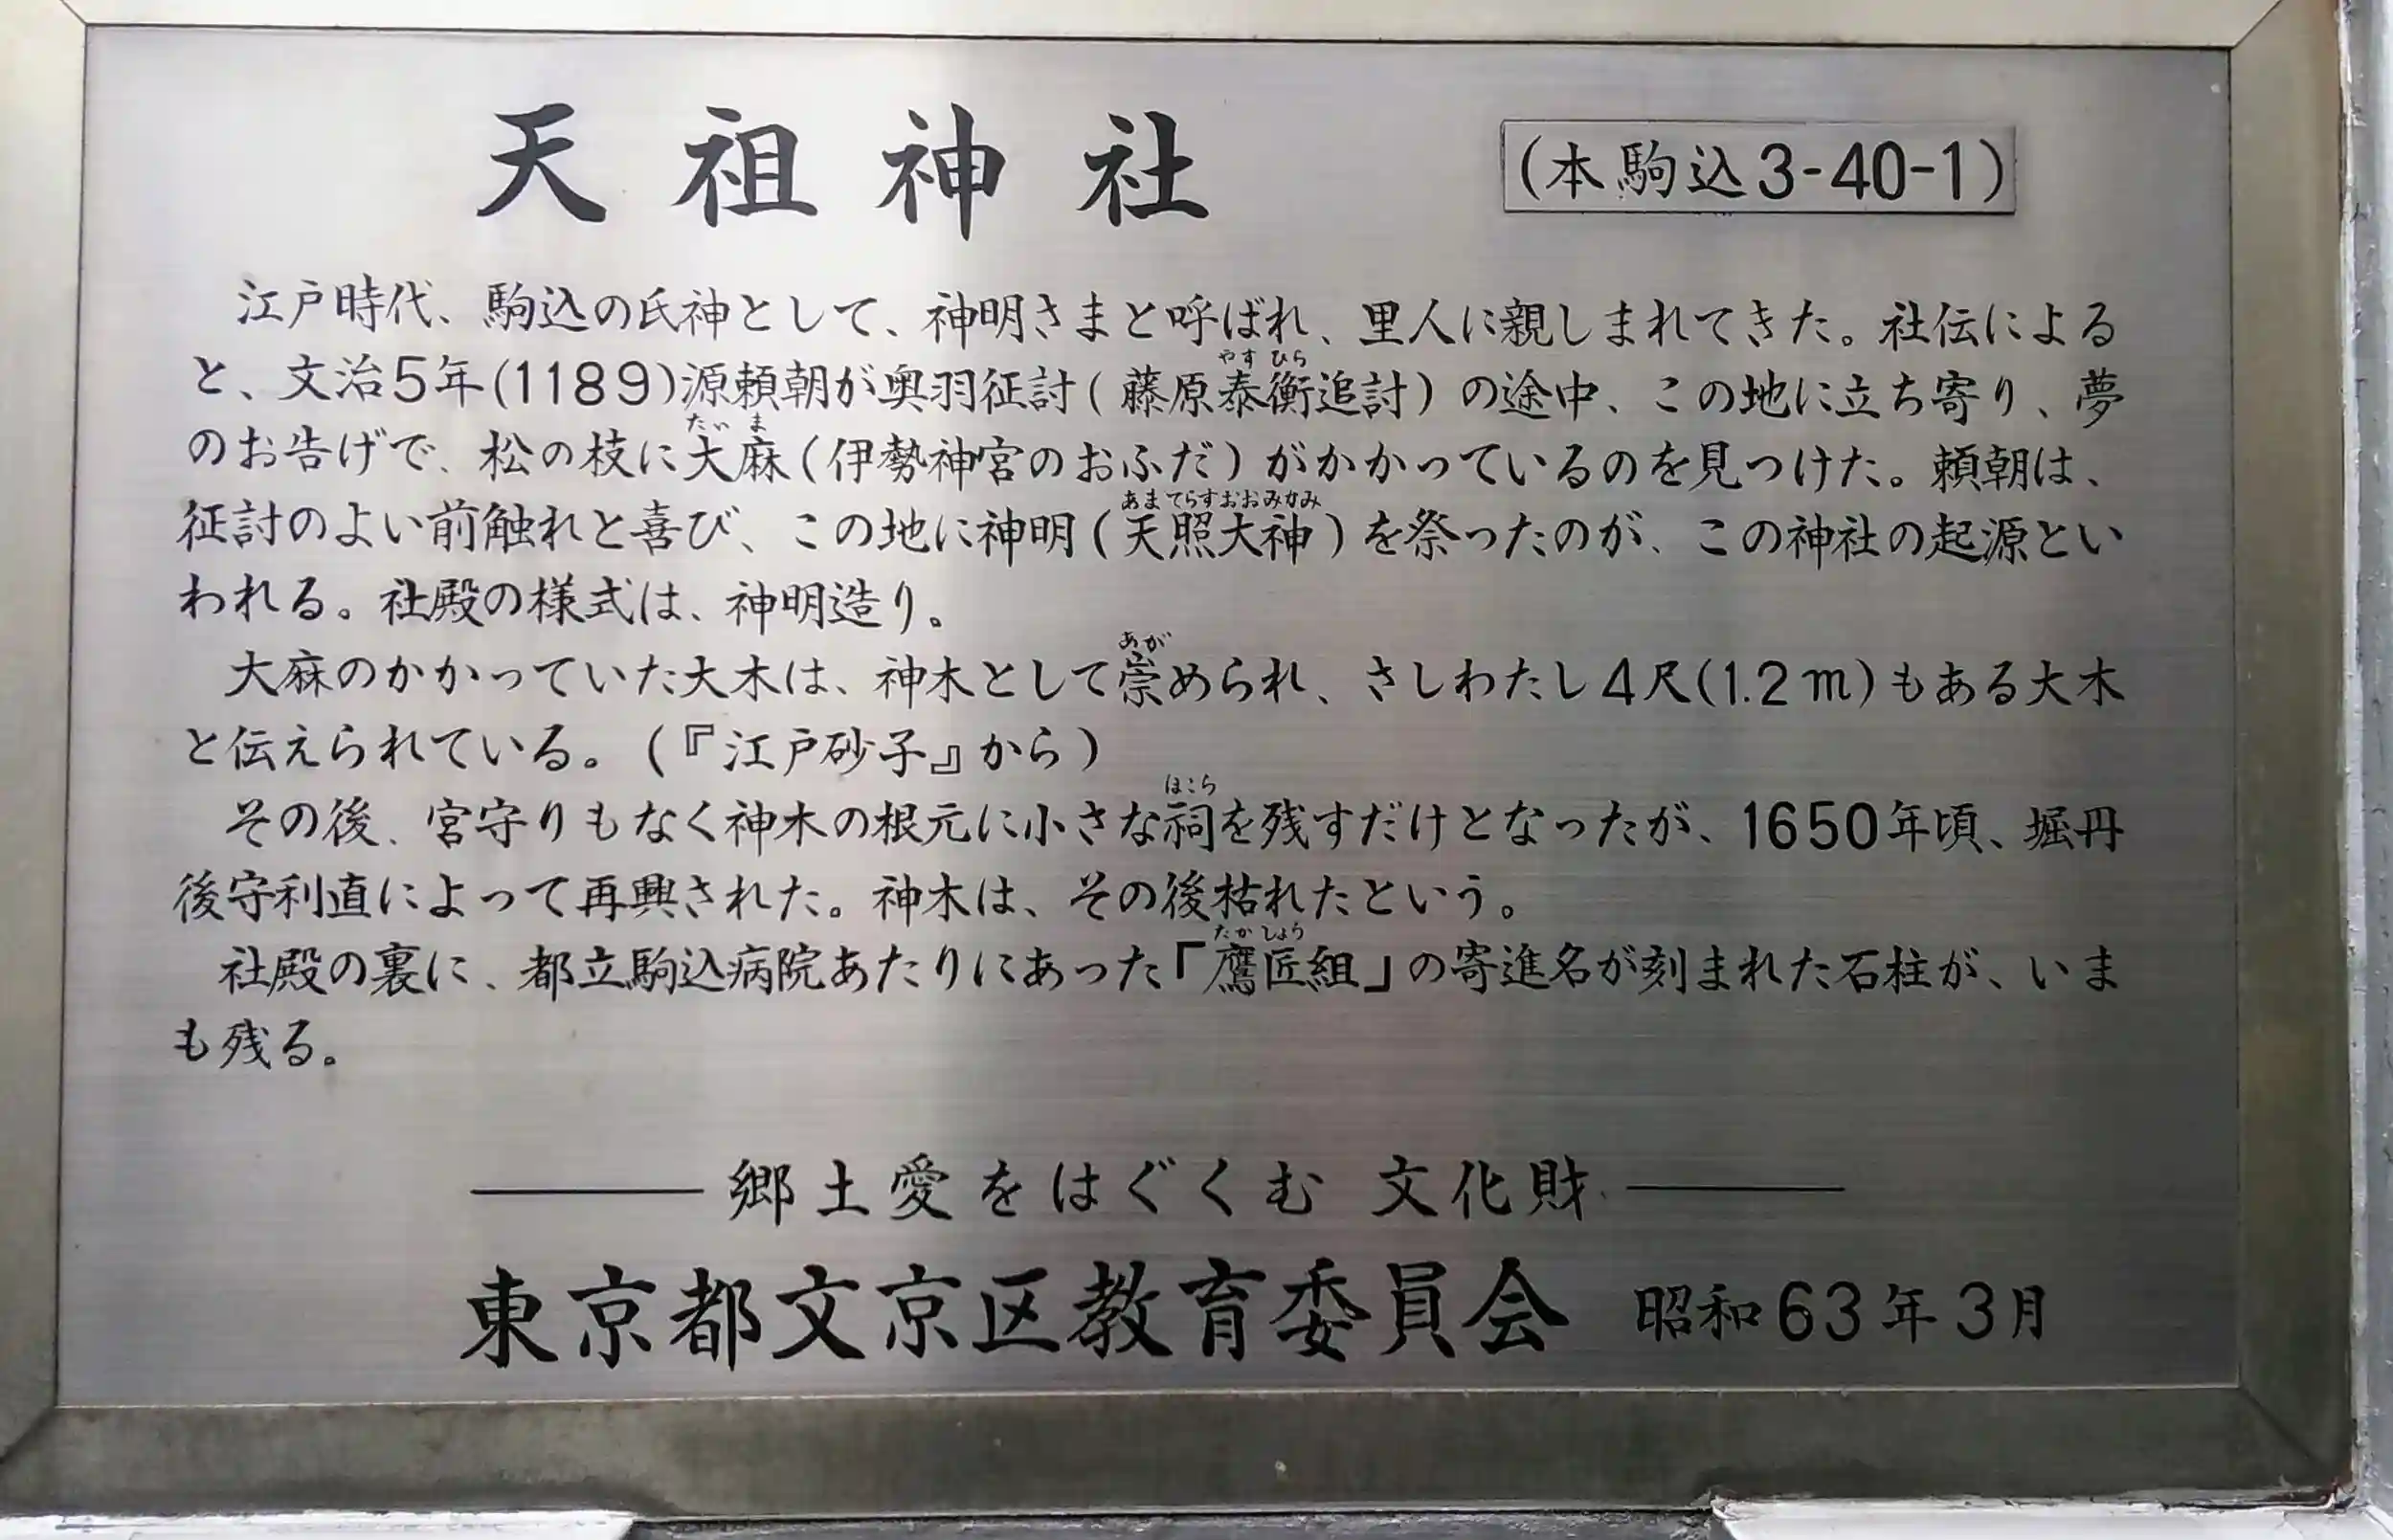 天祖神社 (本駒込3-40-1)
江戸時代、駒込の氏神として、神明さまと呼ばれ、里人に親しまれてきた。社伝による
と、文治5年(1189)源頼朝が奥羽征討(藤原泰衡追討)の途中、この地に立ち寄り、夢
のお告げで、松の枝に大麻(伊勢神宮のおふだ)がかかっているのを見つけた。頼朝は、
征討のよい前触れと喜び、この地に神明(天照大神)を祭ったのが、この神社の起源とい
われる。社殿の様式は、神明造り。
大麻のかかっていた大木は、神木として崇められ、さしわたし4尺(1.2m)もある大木
と伝えられている。(『江戸砂子』から)
その後、宮守りもなく神木の根元に小さな祠を残すだけとなったが、1650年頃、堀丹
後守利直によって再興された。神木は、その後枯れたという。
社殿の裏に、都立駒込病院あたりにあった「鷹匠組」の寄進名が刻まれた石柱が、いま
も残る。
郷土愛をはぐくむ 文化財
東京都文京区教育委員会 昭和63年3月